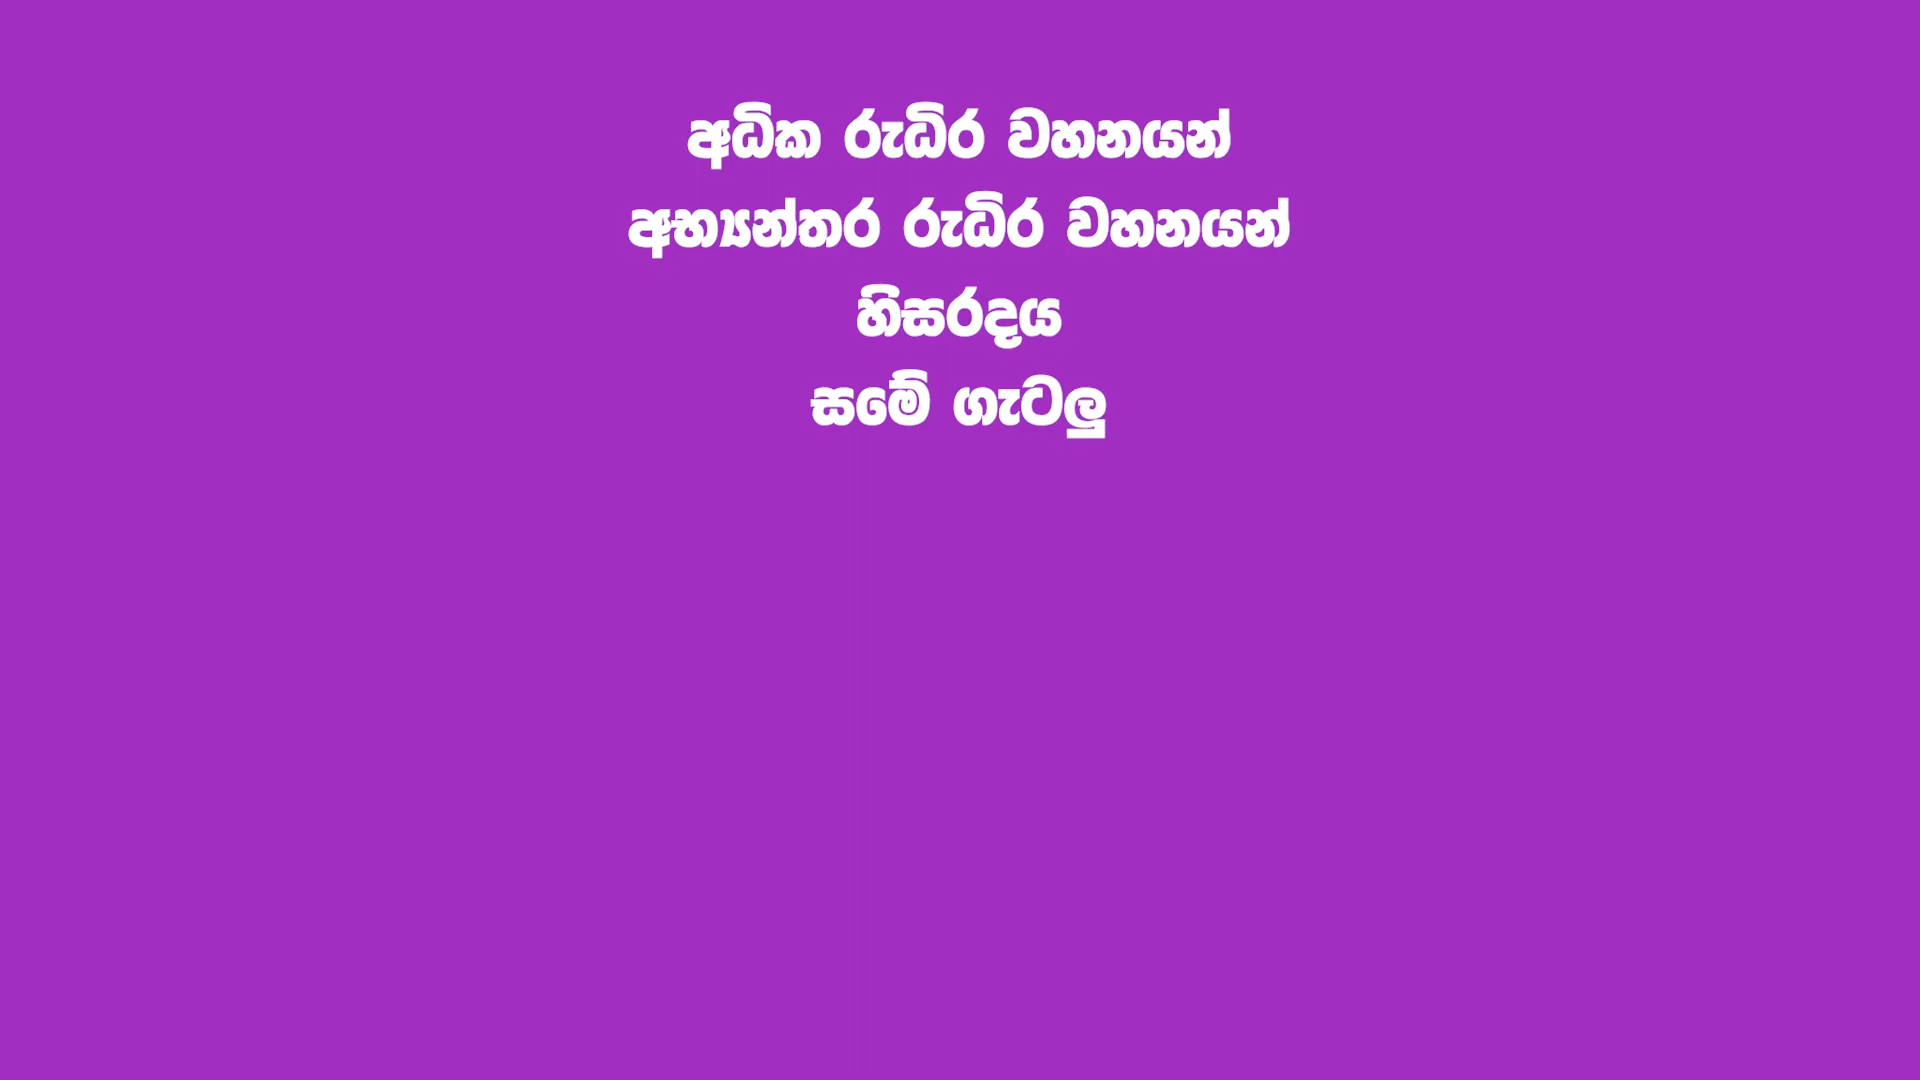 අධික රුධිර වහනයන්
අභ්‍යන්තර රුධිර වහනයන්
හිසරදය
සමේ ගැටලු